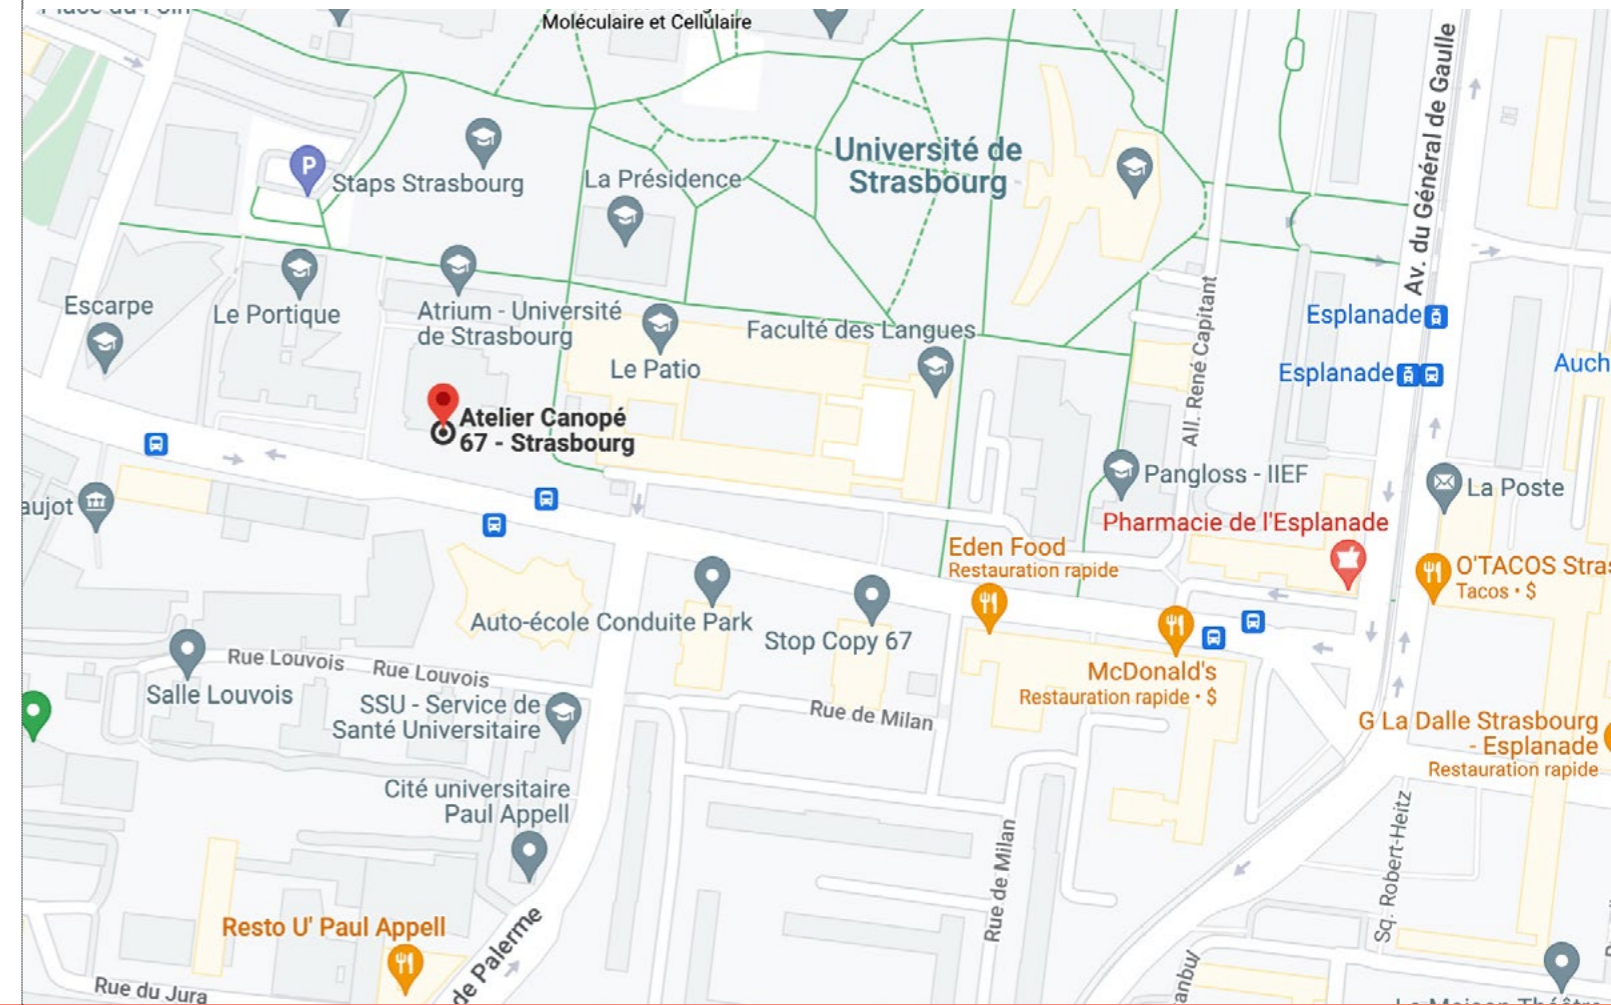 Moléculaire et Cellulaire
Av. du Général de Gaulle
Université de
Strasbourg
P
Staps Strasbourg
La Présidence
Escarpe
Le Portique
Atrium - Université
de Strasbourg
Le Patio
Faculté des Langues
All. René Capitant
Esplanade
Esplanade
Auch
Atelier Canopé
67 - Strasbourg
aujot
Pangloss - IIEF
La Poste
Pharmacie de l'Esplanade
Eden Food
Restauration rapide
O'TACOS Stras
Tacos • $
Auto-école Conduite Park
Stop Copy 67
Rue Louvois
Rue Louvois
Salle Louvois
McDonald's
Restauration rapide • $
SSU - Service de
Santé Universitaire
Rue de Milan
G La Dalle Strasbourg
- Esplanade
Restauration rapide
Cité universitaire
Paul Appell
Rue de Milan
Sq. Robert-Heitz
Resto U' Paul Appell
de Palerme
Rue du Jura
anbul